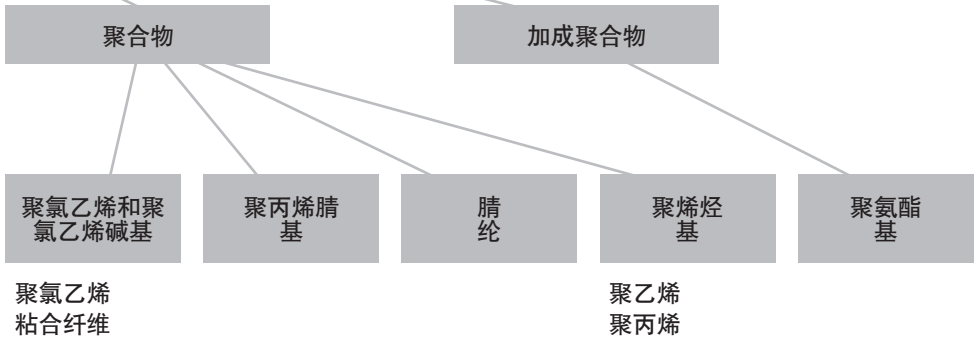 聚合物
加成聚合物
聚氯乙烯和聚
氯乙烯碱基
聚丙烯腈
基
腈
纶
聚烯烃
基
聚氨酯
基
聚氯乙烯
粘合纤维
聚乙烯
聚丙烯